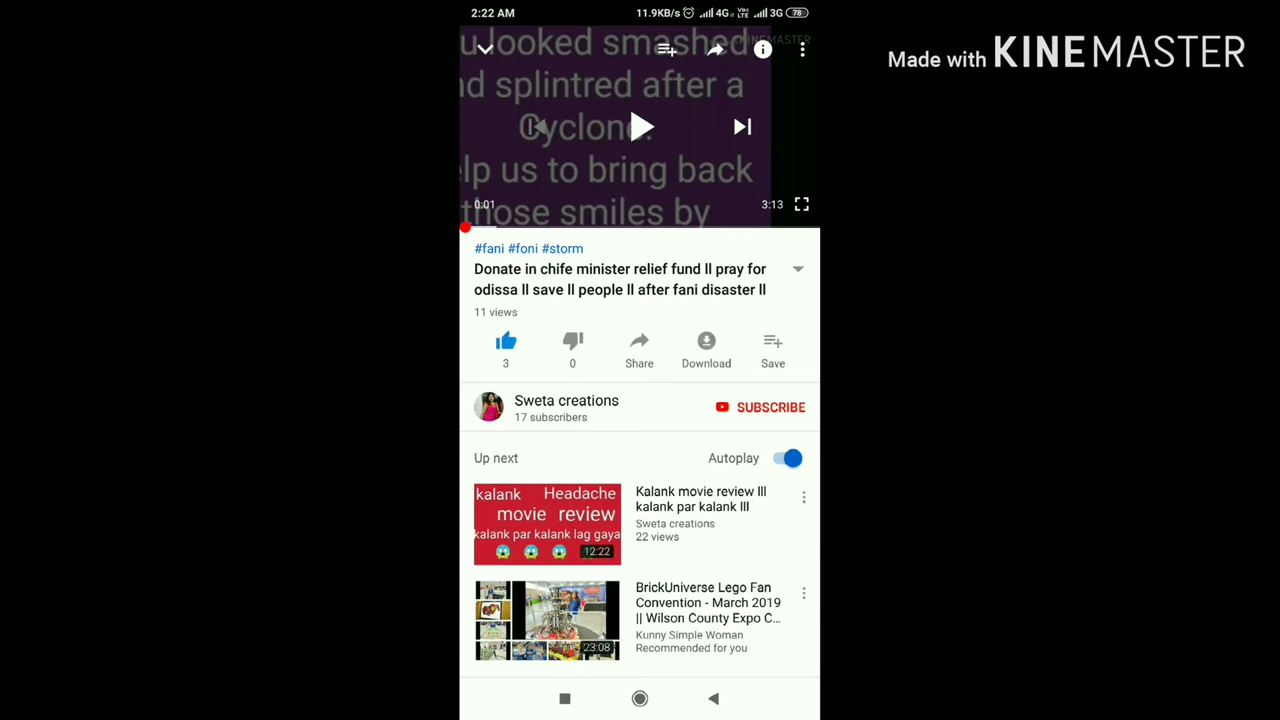 2:22 AM 11.9KB/s 4G VoLTE 3G 78
Made with KINEMASTER
u looked smashed
nd splintred after a
Cyclone.
lp us to bring back
those smiles by
0:01 3:13
#fani #foni #storm
Donate in chife minister relief fund ll pray for
odissa ll save ll people ll after fani disaster ll
11 views
3 0 Share Download Save
Sweta creations
17 subscribers
SUBSCRIBE
Up next Autoplay
kalank Headache
movie review
kalank par kalank lag gaya
12:22
Kalank movie review lll
kalank par kalank lll
Sweta creations
22 views
23:08
BrickUniverse Lego Fan
Convention - March 2019
|| Wilson County Expo C...
Kunny Simple Woman
Recommended for you